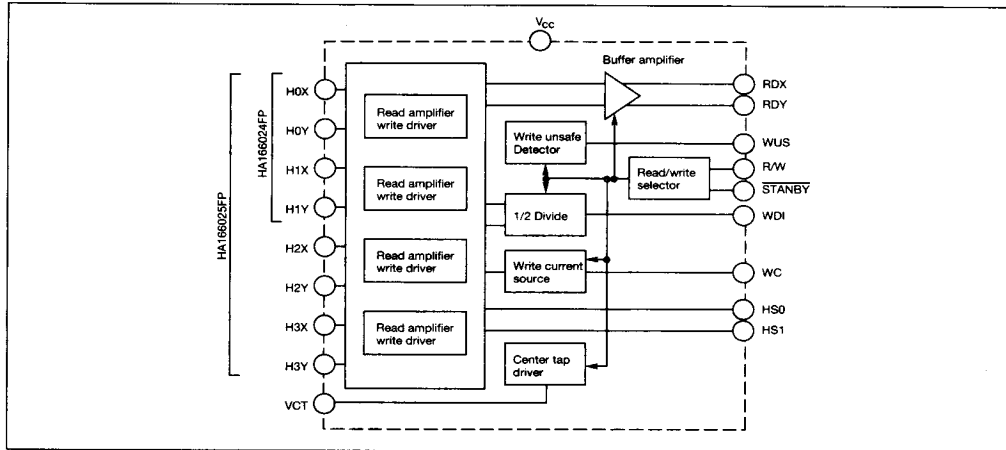 VCC
Buffer amplifier
HA166025FP
HA166024FP
H0X
H0Y
H1X
H1Y
H2X
H2Y
H3X
H3Y
VCT
Read amplifier
write driver
Read amplifier
write driver
Read amplifier
write driver
Read amplifier
write driver
Write unsafe
Detector
1/2 Divide
Write current
source
Center tap
driver
Read/write
selector
RDX
RDY
WUS
R/W
STANBY
WDI
WC
HS0
HS1